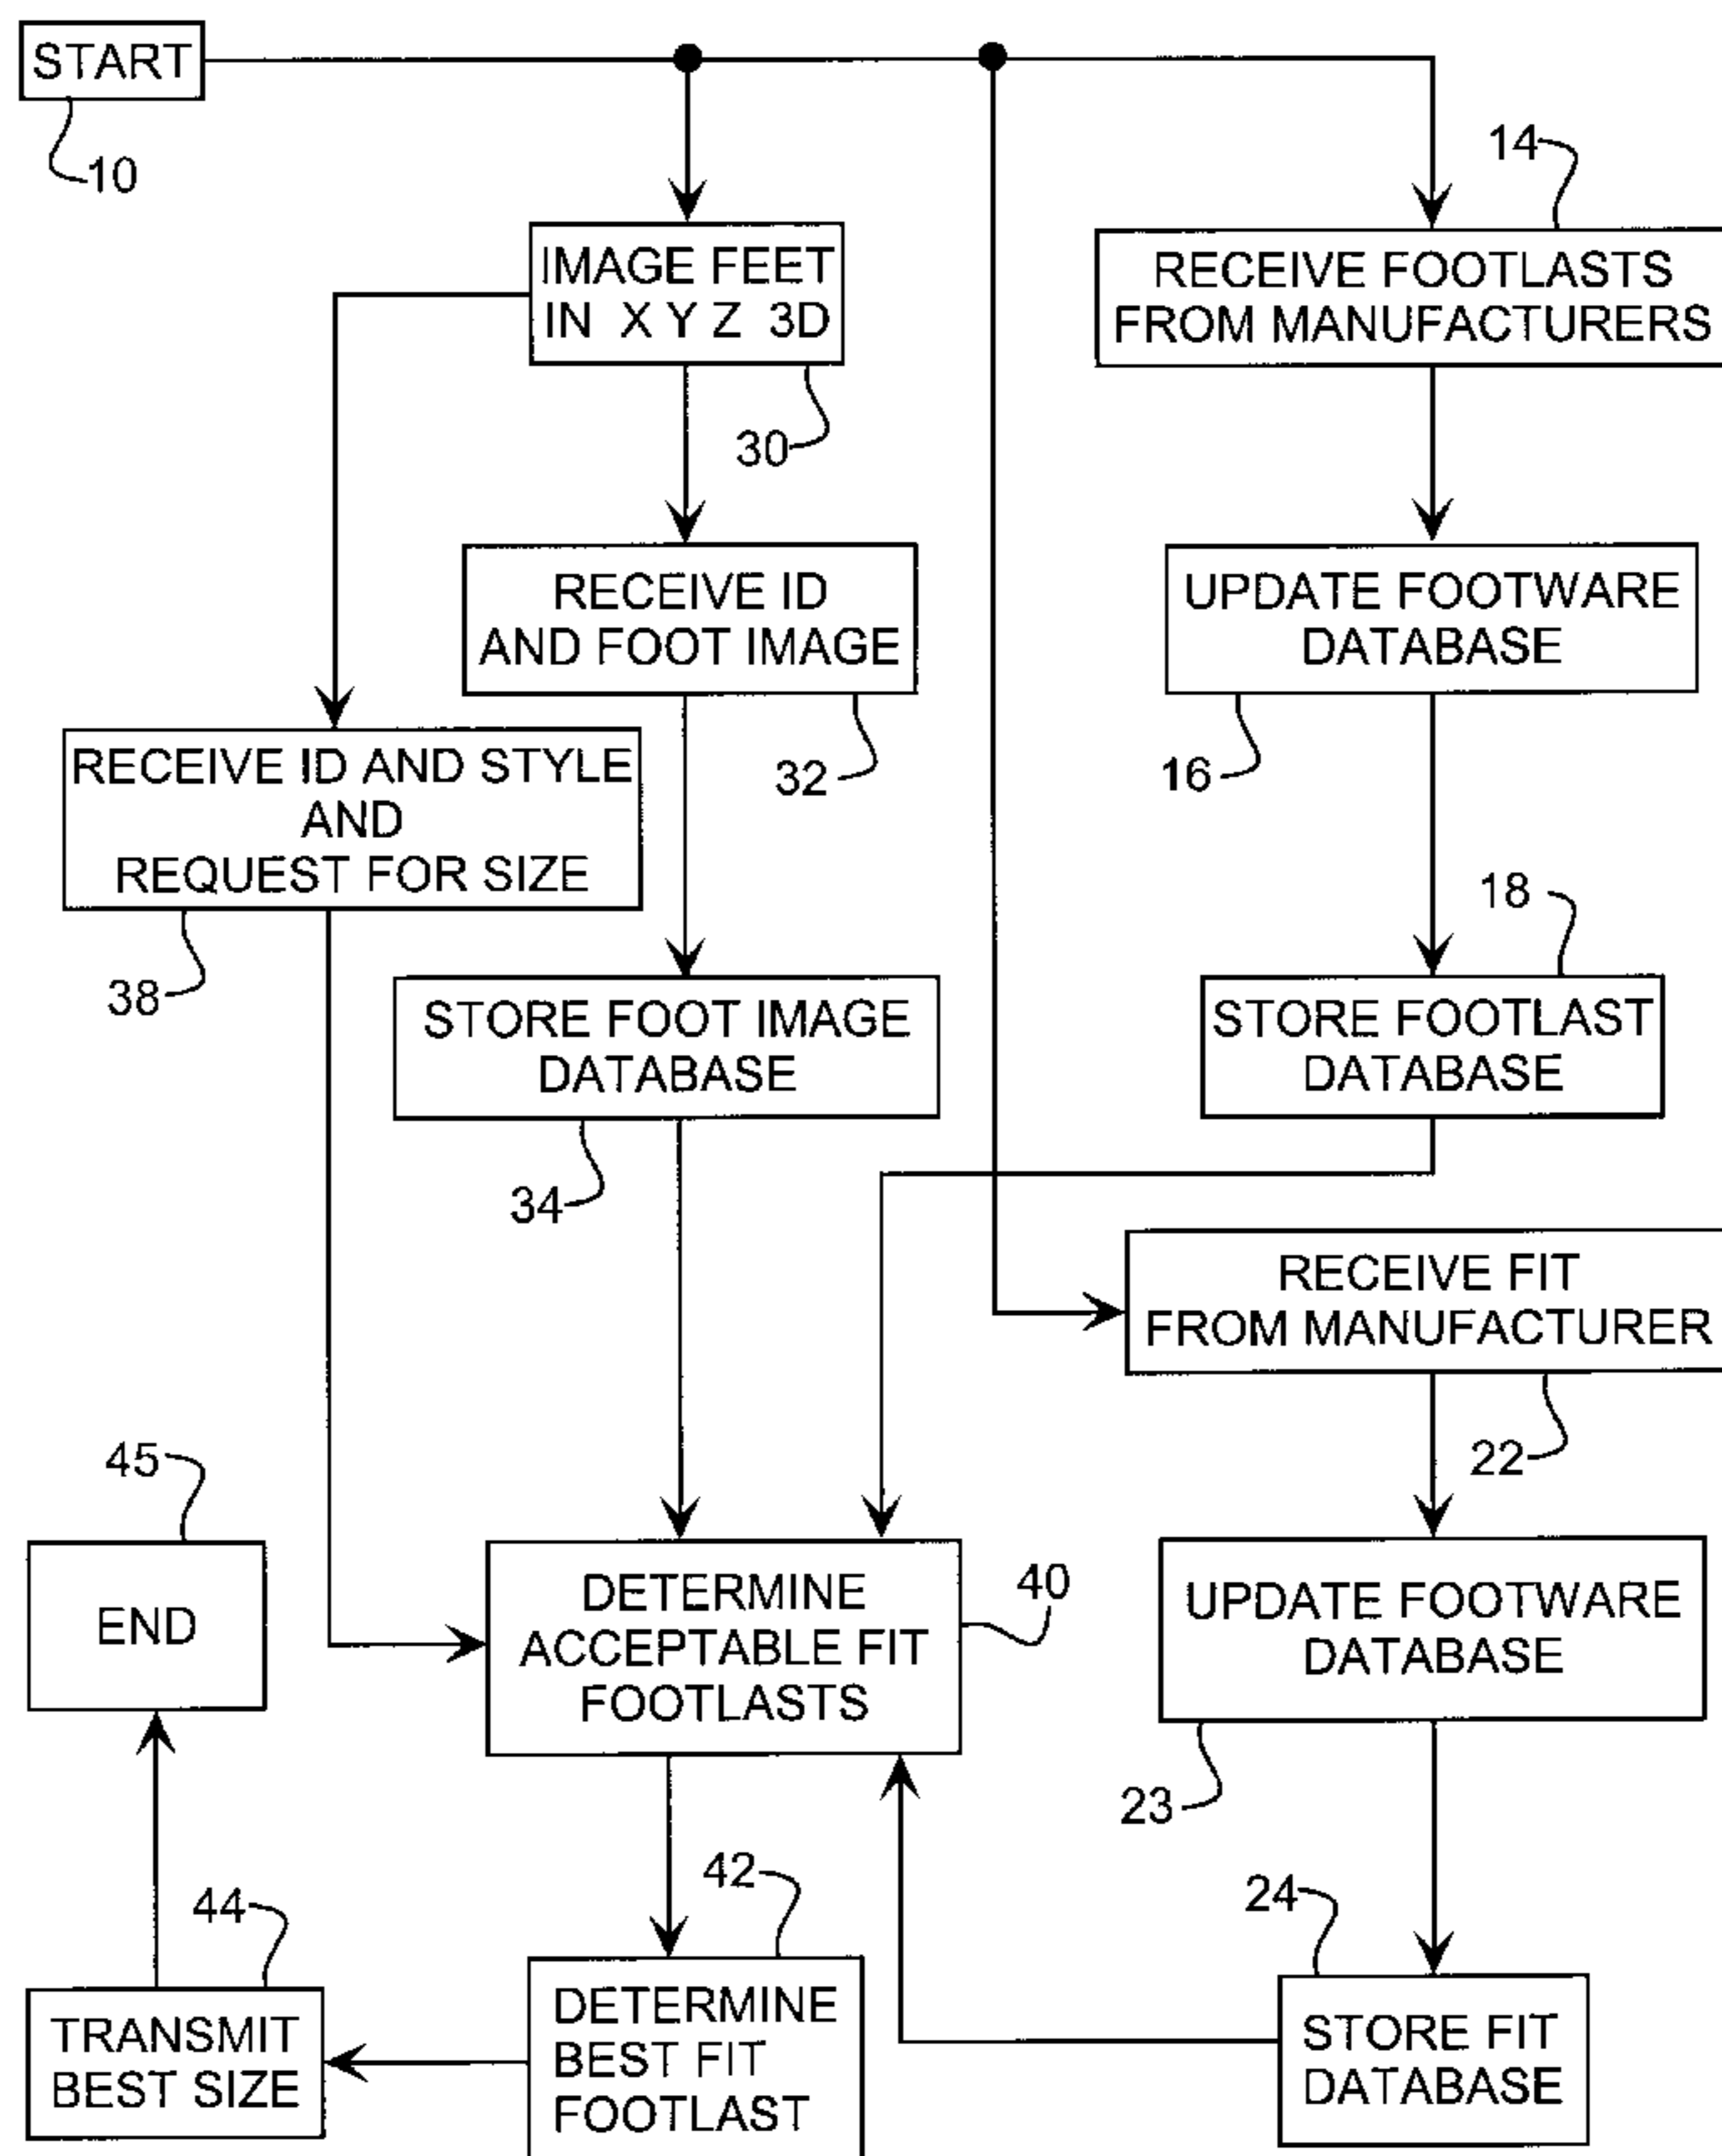 START
10
14
IMAGE FEET
IN X Y Z 3D
30
RECEIVE FOOTLASTS
FROM MANUFACTURERS
RECEIVE ID
AND FOOT IMAGE
32
UPDATE FOOTWARE
DATABASE
16
RECEIVE ID AND STYLE
AND
REQUEST FOR SIZE
38
18
STORE FOOT IMAGE
DATABASE
34
STORE FOOTLAST
DATABASE
RECEIVE FIT
FROM MANUFACTURER
22
45
END
DETERMINE
ACCEPTABLE FIT
FOOTLASTS
40
UPDATE FOOTWARE
DATABASE
23
42
44
24
TRANSMIT
BEST SIZE
DETERMINE
BEST FIT
FOOTLAST
STORE FIT
DATABASE